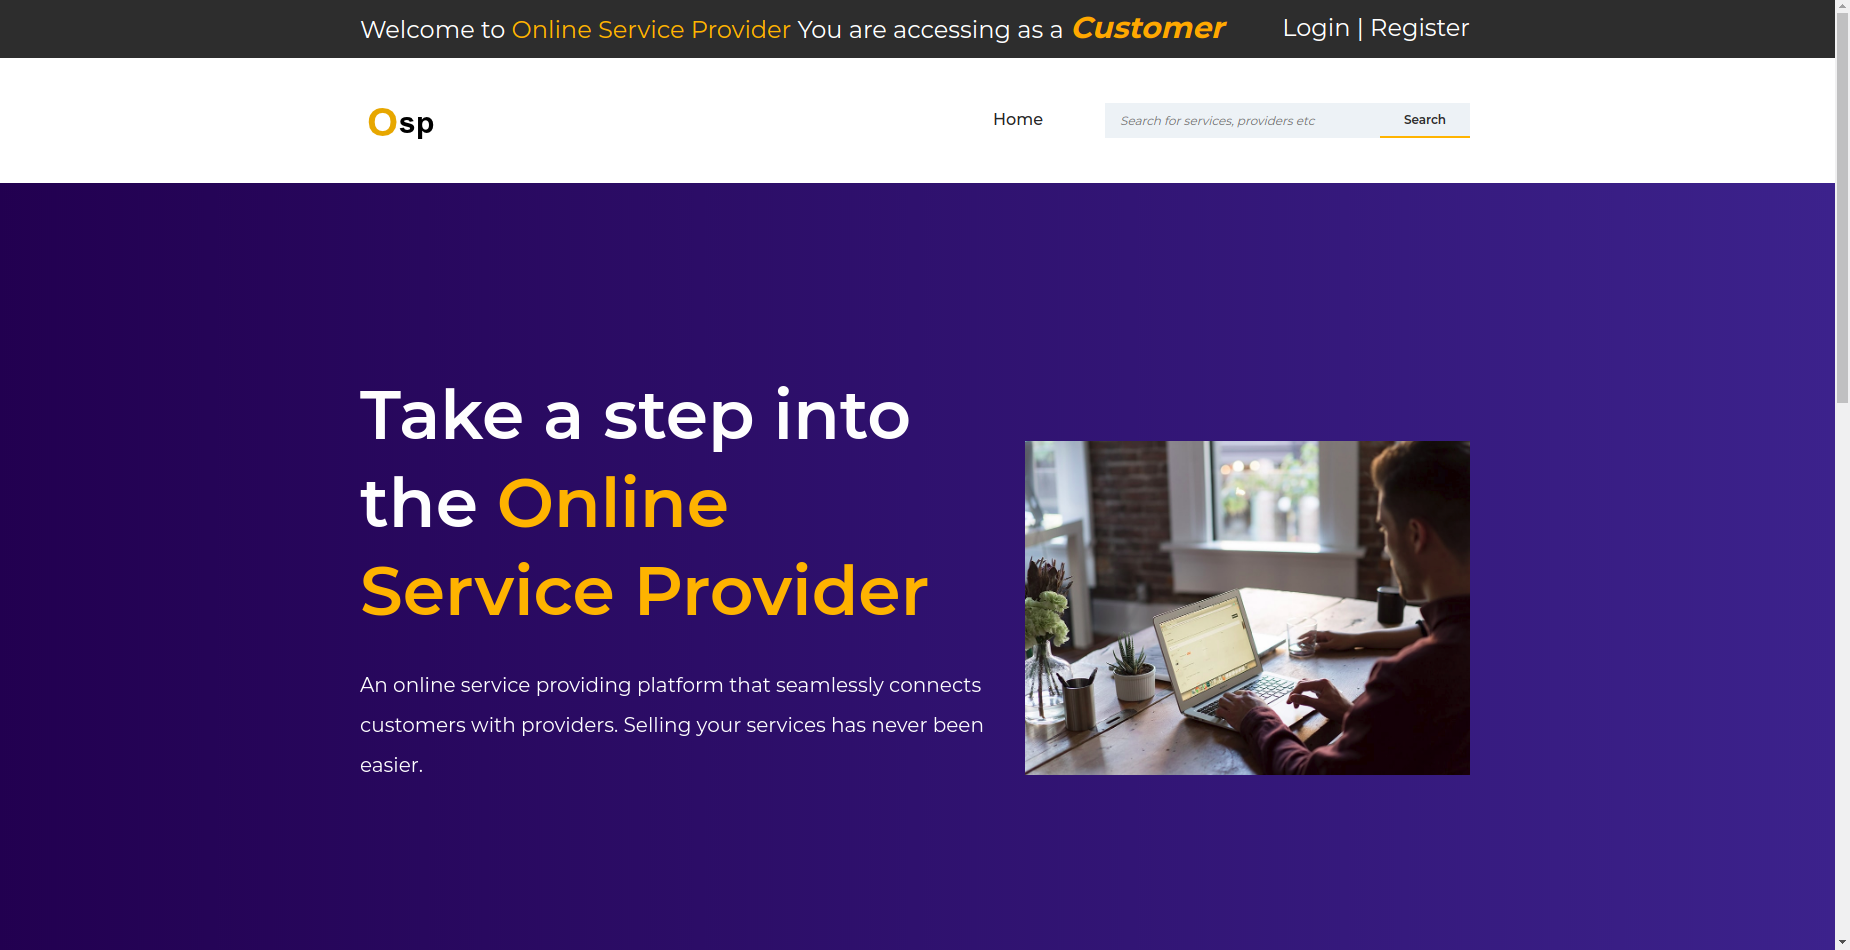 Welcome to Online Service Provider You are accessing as a Customer
Login | Register
Osp
Home
Search for services, providers etc
Search
Take a step into
the Online
Service Provider
An online service providing platform that seamlessly connects
customers with providers. Selling your services has never been
easier.